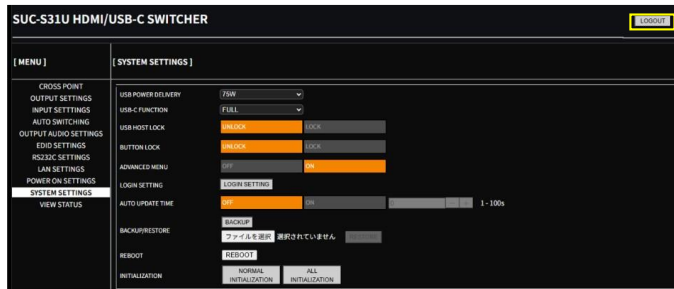 SUC-S31U HDMI/USB-C SWITCHER
LOGOUT
[ MENU ]
[ SYSTEM SETTINGS ]
CROSS POINT
OUTPUT SETTINGS
INPUT SETTTINGS
AUTO SWITCHING
OUTPUT AUDIO SETTINGS
EDID SETTINGS
RS232C SETTINGS
LAN SETTINGS
POWER ON SETTINGS
SYSTEM SETTINGS
VIEW STATUS
USB POWER DELIVERY 75W
USB-C FUNCTION FULL
USB HOST LOCK UNLOCK LOCK
BUTTON LOCK UNLOCK LOCK
ADVANCED MENU OFF ON
LOGIN SETTING LOGIN SETTING
AUTO UPDATE TIME OFF ON - + 1 - 100s
BACKUP/RESTORE BACKUP
ファイルを選択 選択されていません RESTORE
REBOOT REBOOT
INITIALIZATION NORMAL INITIALIZATION ALL INITIALIZATION